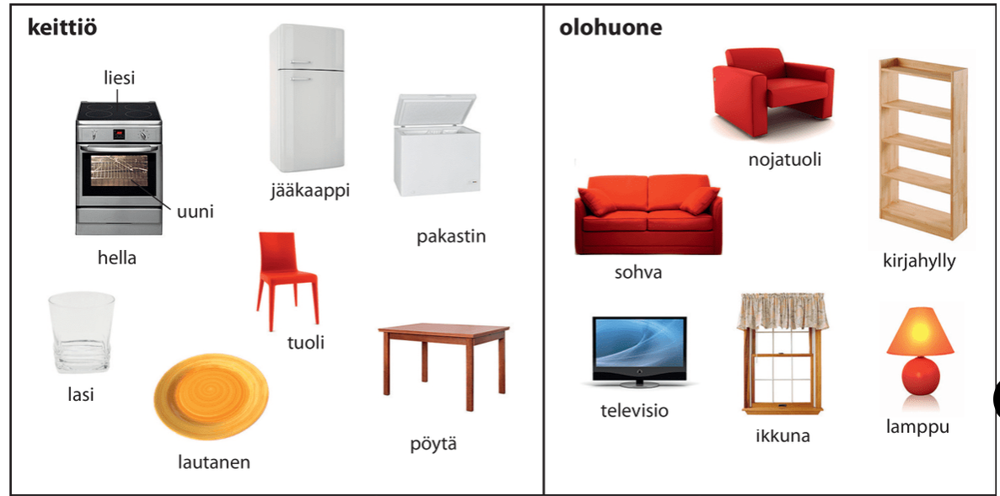 keittiö
liesi
uuni
hella
jääkaappi
pakastin
tuoli
lasi
lautanen
pöytä
olohuone
nojatuoli
kirjahylly
sohva
televisio
ikkuna
lamppu